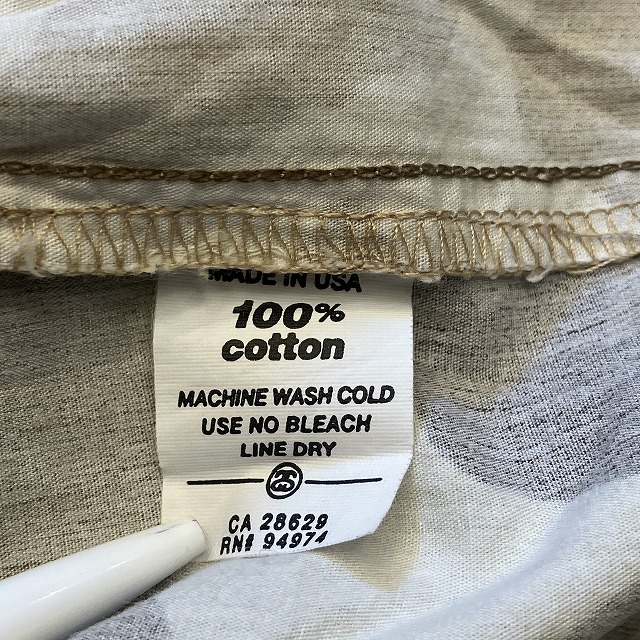 MADE IN USA
100%
cotton
MACHINE WASH COLD
USE NO BLEACH
LINE DRY
CA 28629
RN# 94974